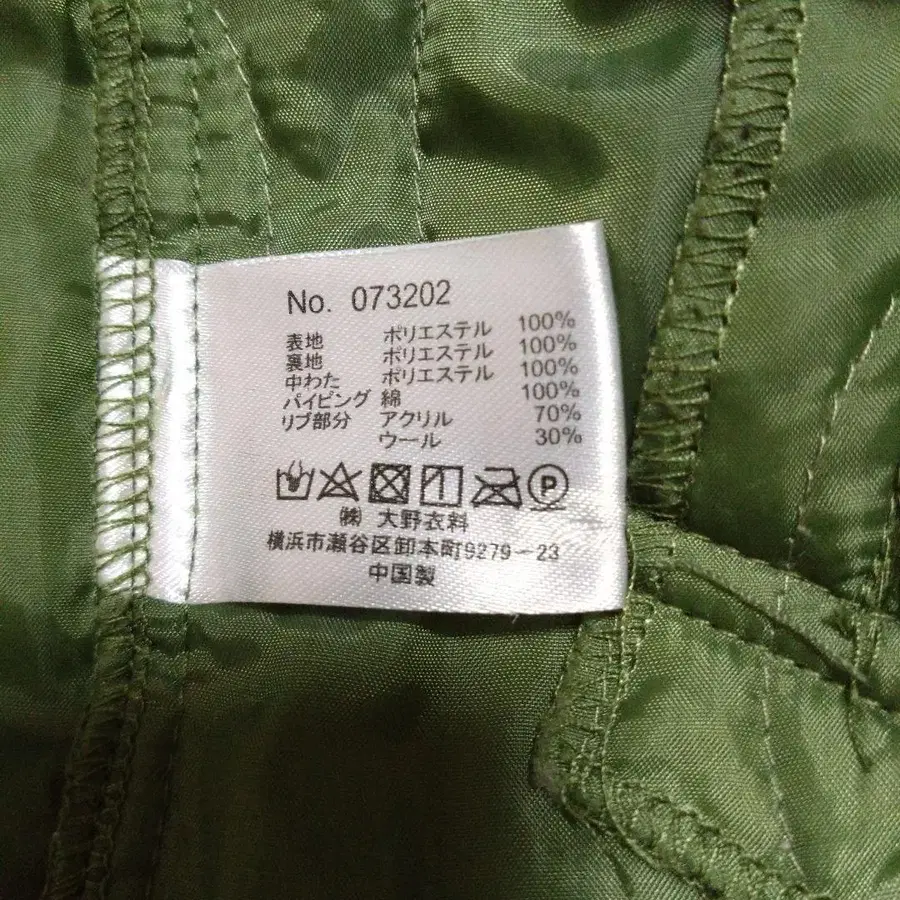 No. 073202
表地 ポリエステル 100%
裏地 ポリエステル 100%
中わた ポリエステル 100%
パイピング 綿 100%
リブ部分 アクリル 70%
ウール 30%
P
㈱ 大野衣料
横浜市瀬谷区卸本町9279-23
中国製